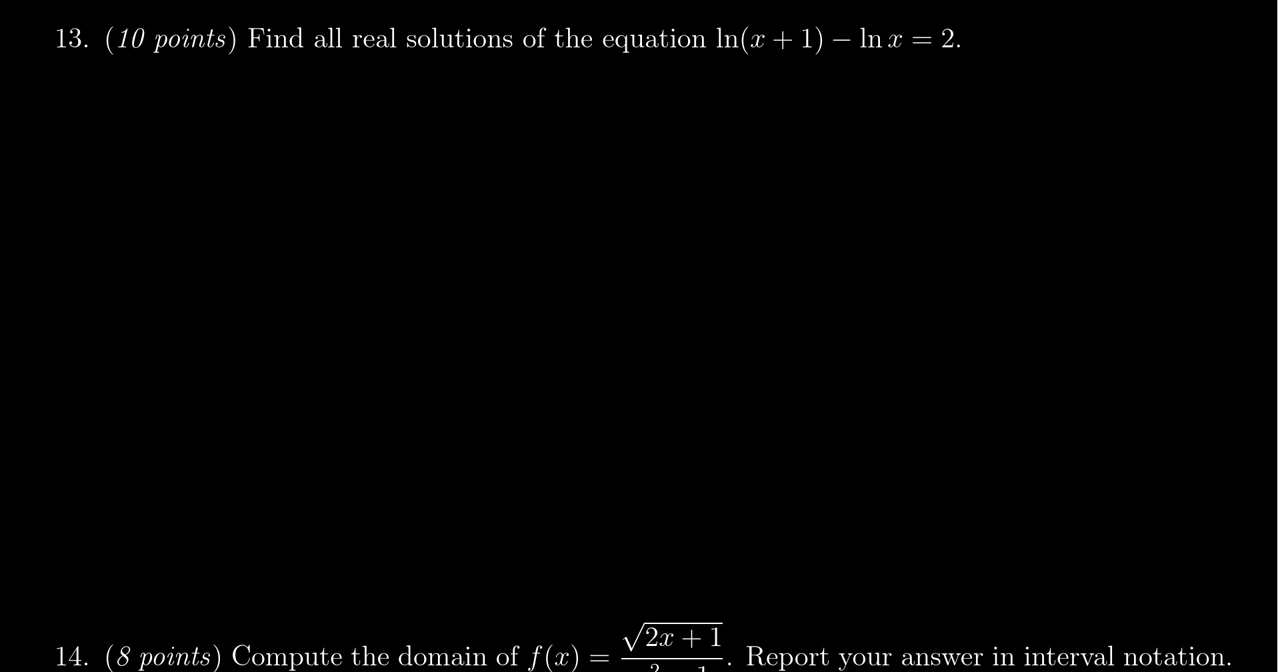 13. (10 points) Find all real solutions of the equation ln(x + 1) − ln x = 2.
14. (8 points) Compute the domain of f(x) = √(2x + 1) / . Report your answer in interval notation.